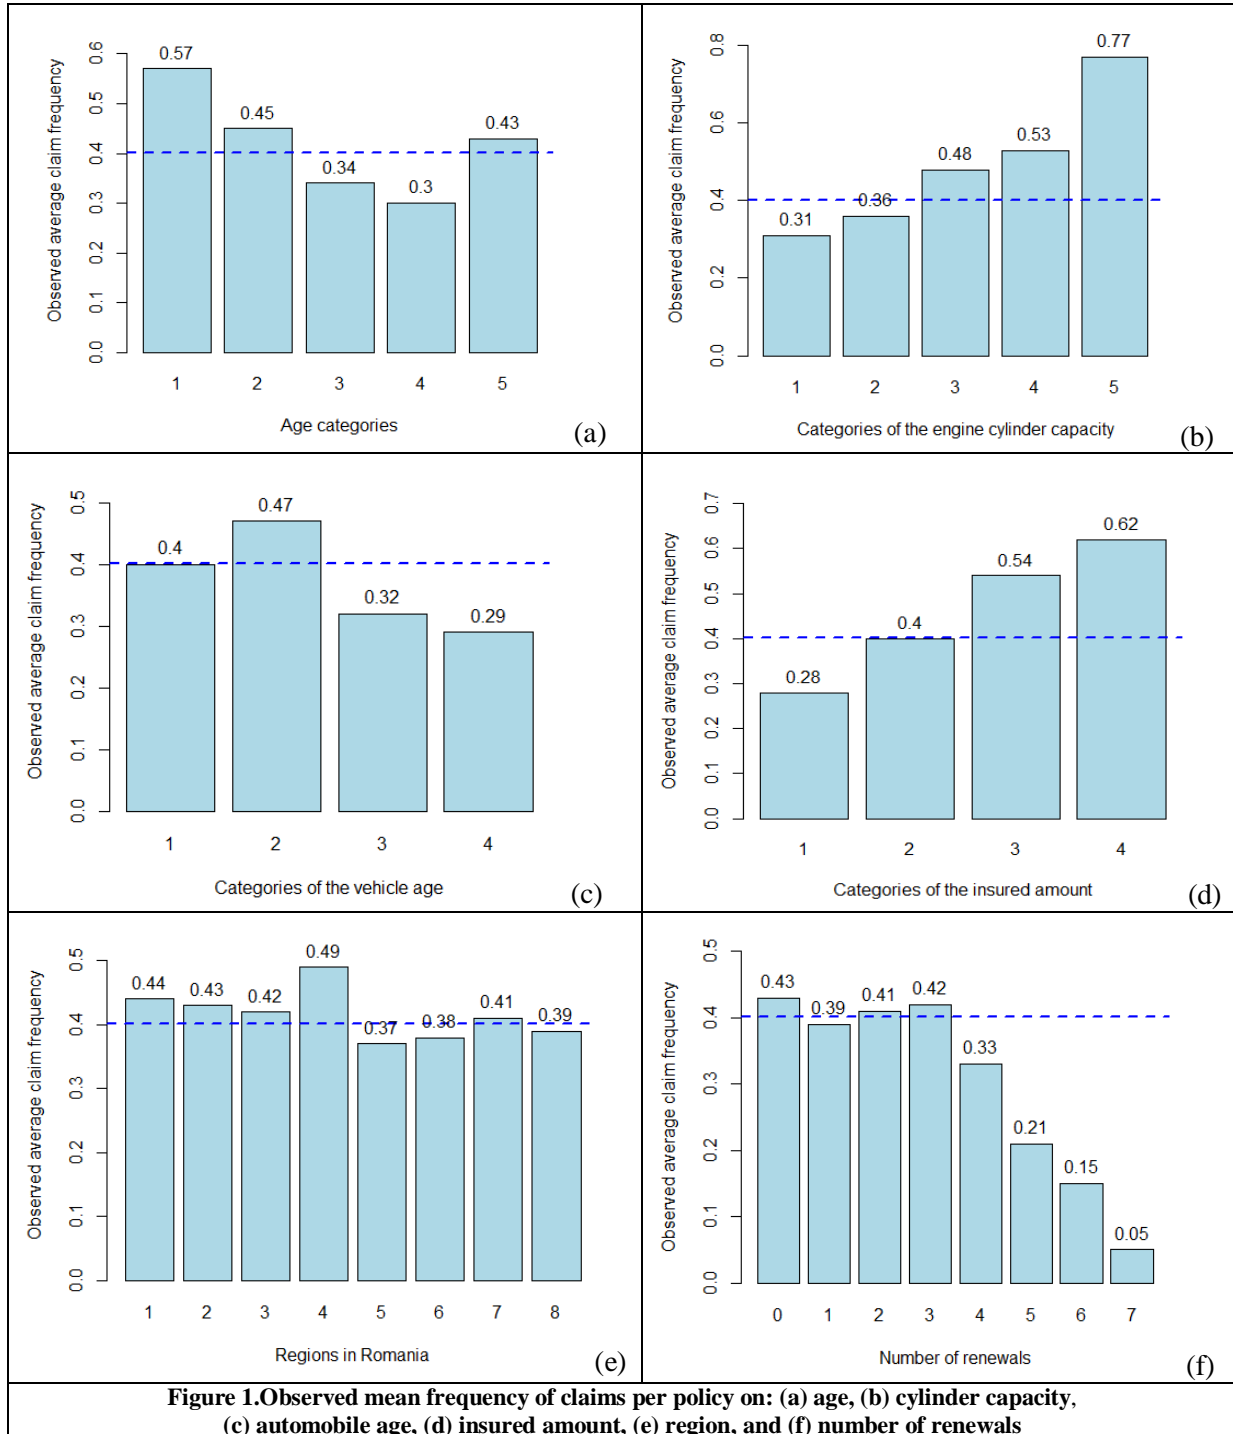 Observed average claim frequency
0.0 0.1 0.2 0.3 0.4 0.5 0.6
0.57 0.45 0.34 0.3 0.43
1 2 3 4 5
Age categories
(a)
Observed average claim frequency
0.0 0.2 0.4 0.6 0.8
0.31 0.36 0.48 0.53 0.77
1 2 3 4 5
Categories of the engine cylinder capacity
(b)
Observed average claim frequency
0.0 0.1 0.2 0.3 0.4 0.5
0.4 0.47 0.32 0.29
1 2 3 4
Categories of the vehicle age
(c)
Observed average claim frequency
0.0 0.1 0.2 0.3 0.4 0.5 0.6 0.7
0.28 0.4 0.54 0.62
1 2 3 4
Categories of the insured amount
(d)
Observed average claim frequency
0.0 0.1 0.2 0.3 0.4 0.5
0.44 0.43 0.42 0.49 0.37 0.38 0.41 0.39
1 2 3 4 5 6 7 8
Regions in Romania
(e)
Observed average claim frequency
0.0 0.1 0.2 0.3 0.4 0.5
0.43 0.39 0.41 0.42 0.33 0.21 0.15 0.05
0 1 2 3 4 5 6 7
Number of renewals
(f)
Figure 1.Observed mean frequency of claims per policy on: (a) age, (b) cylinder capacity,
(c) automobile age, (d) insured amount, (e) region, and (f) number of renewals